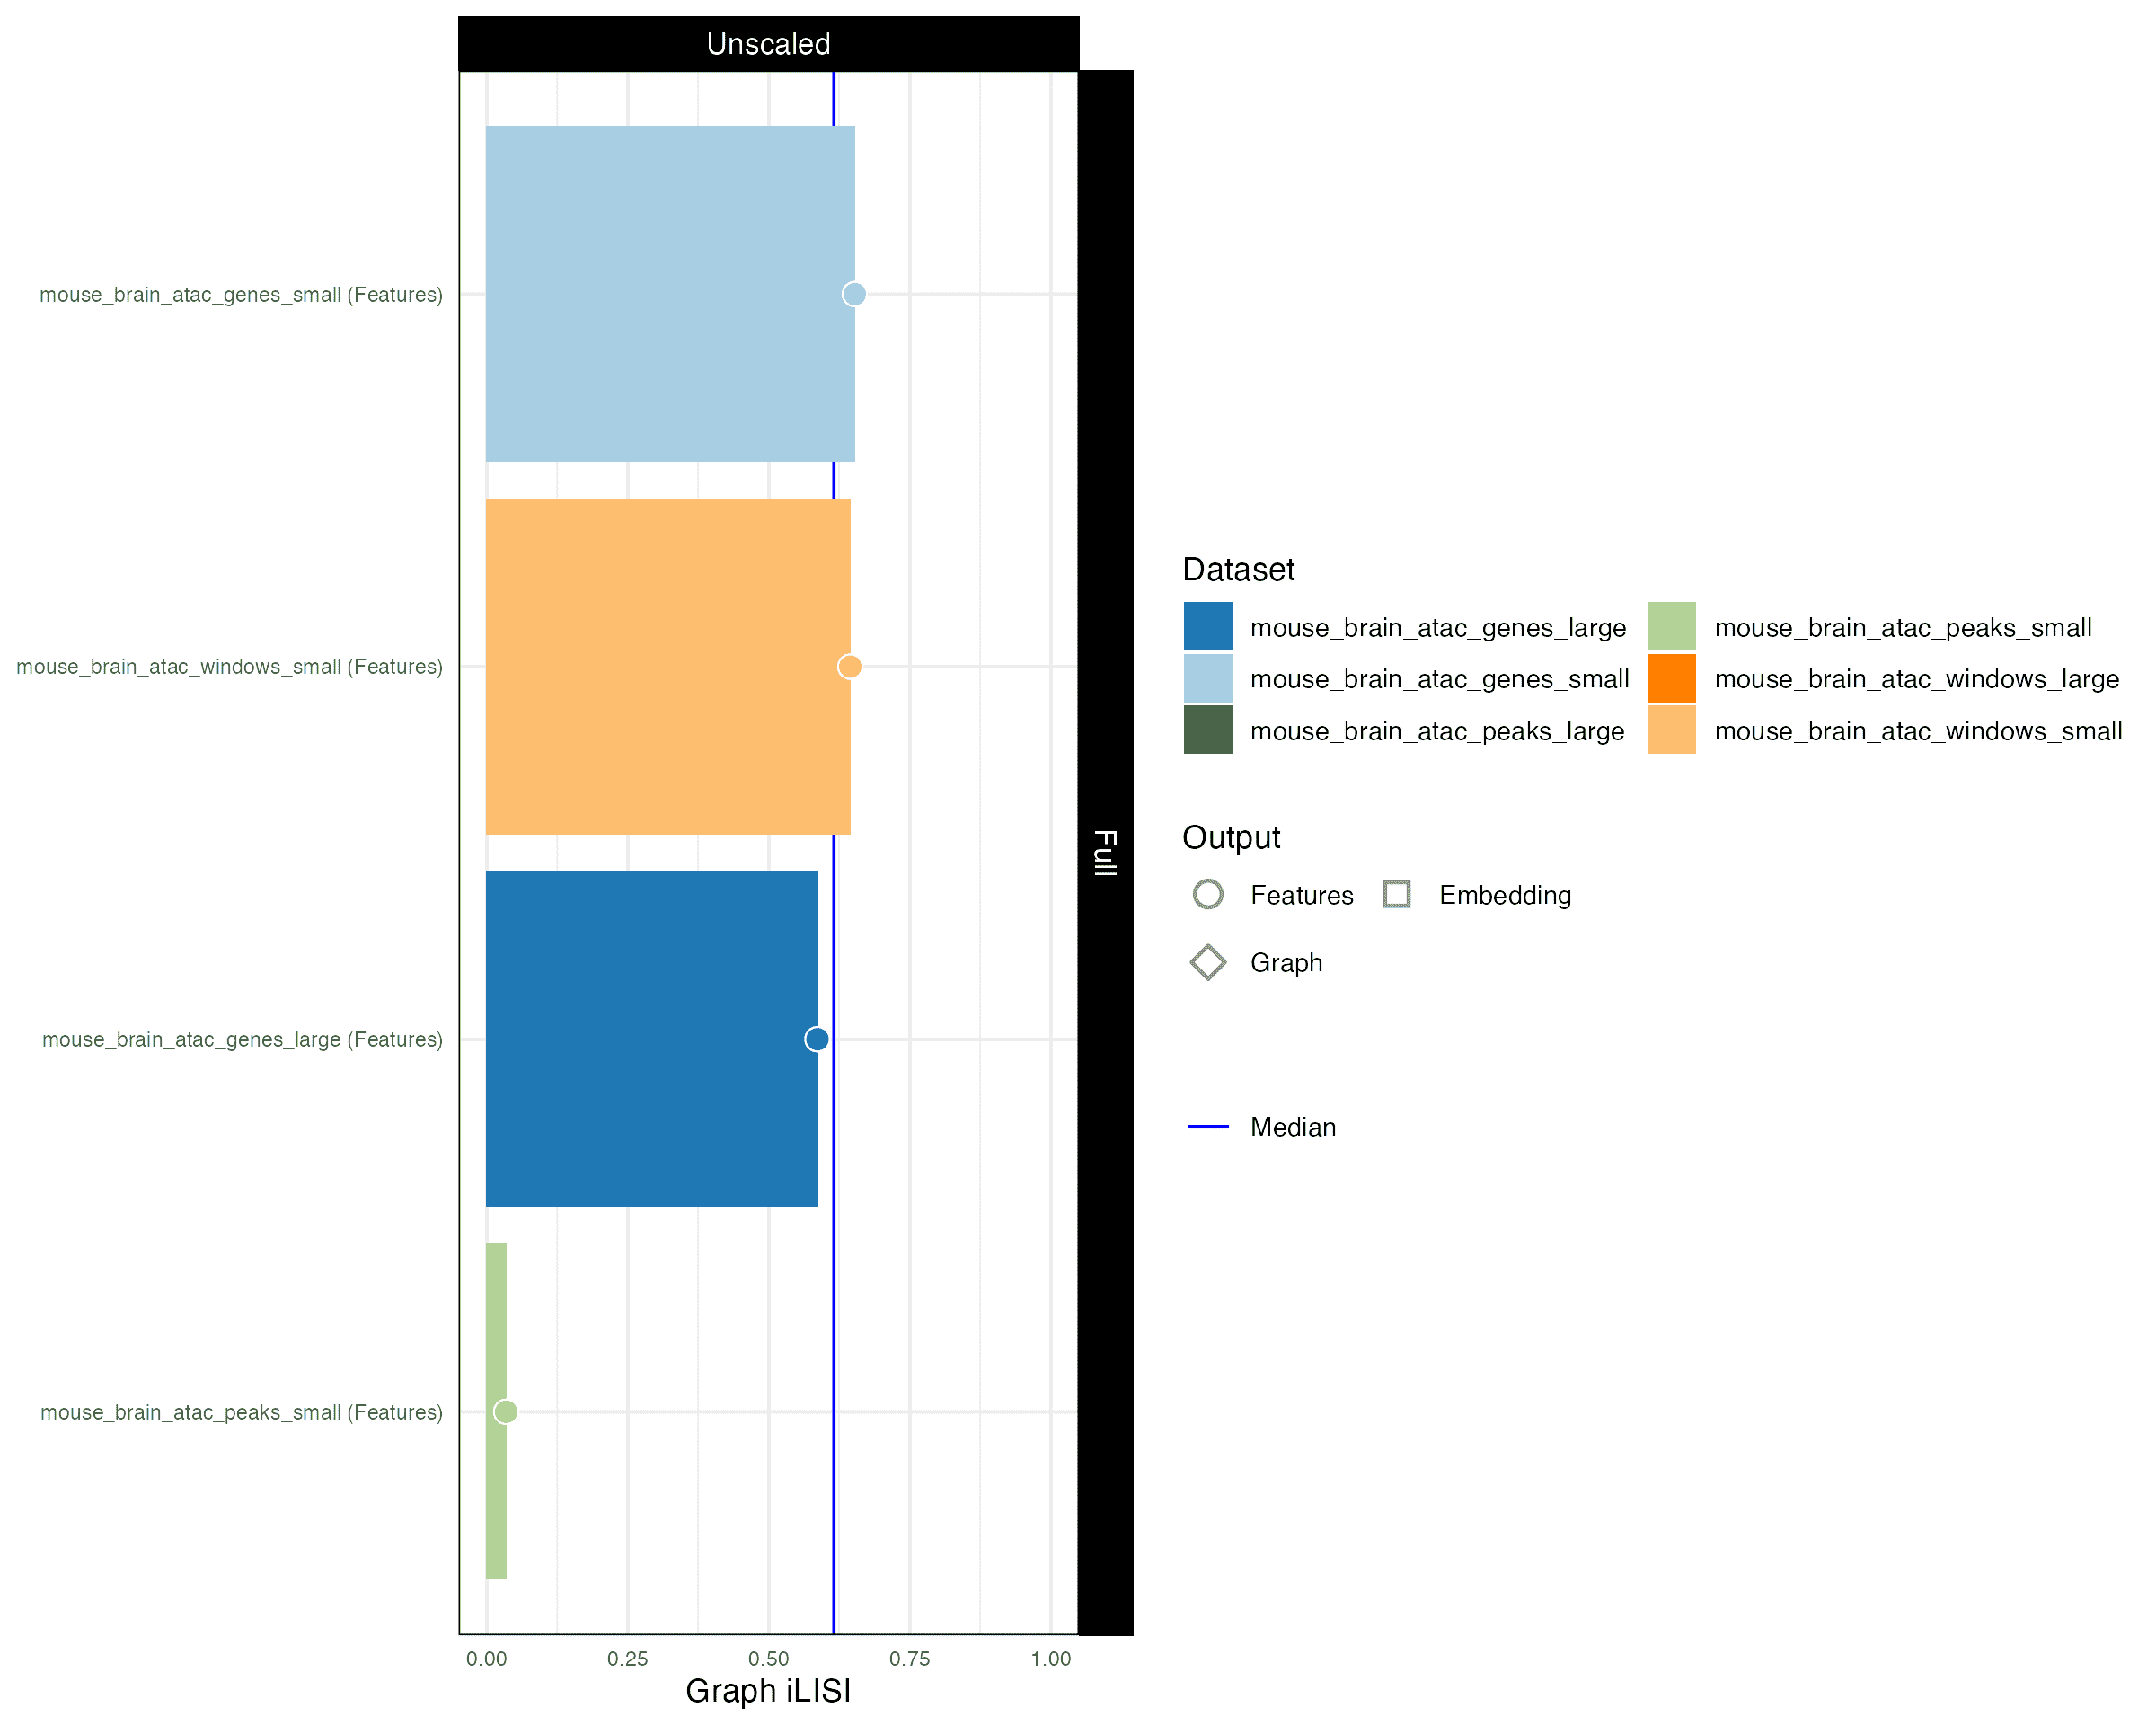 Unscaled
Full
mouse_brain_atac_genes_small (Features)
mouse_brain_atac_windows_small (Features)
mouse_brain_atac_genes_large (Features)
mouse_brain_atac_peaks_small (Features)
0.00 0.25 0.50 0.75 1.00
Graph iLISI
Dataset
mouse_brain_atac_genes_large mouse_brain_atac_peaks_small
mouse_brain_atac_genes_small mouse_brain_atac_windows_large
mouse_brain_atac_peaks_large mouse_brain_atac_windows_small
Output
Features Embedding
Graph
Median